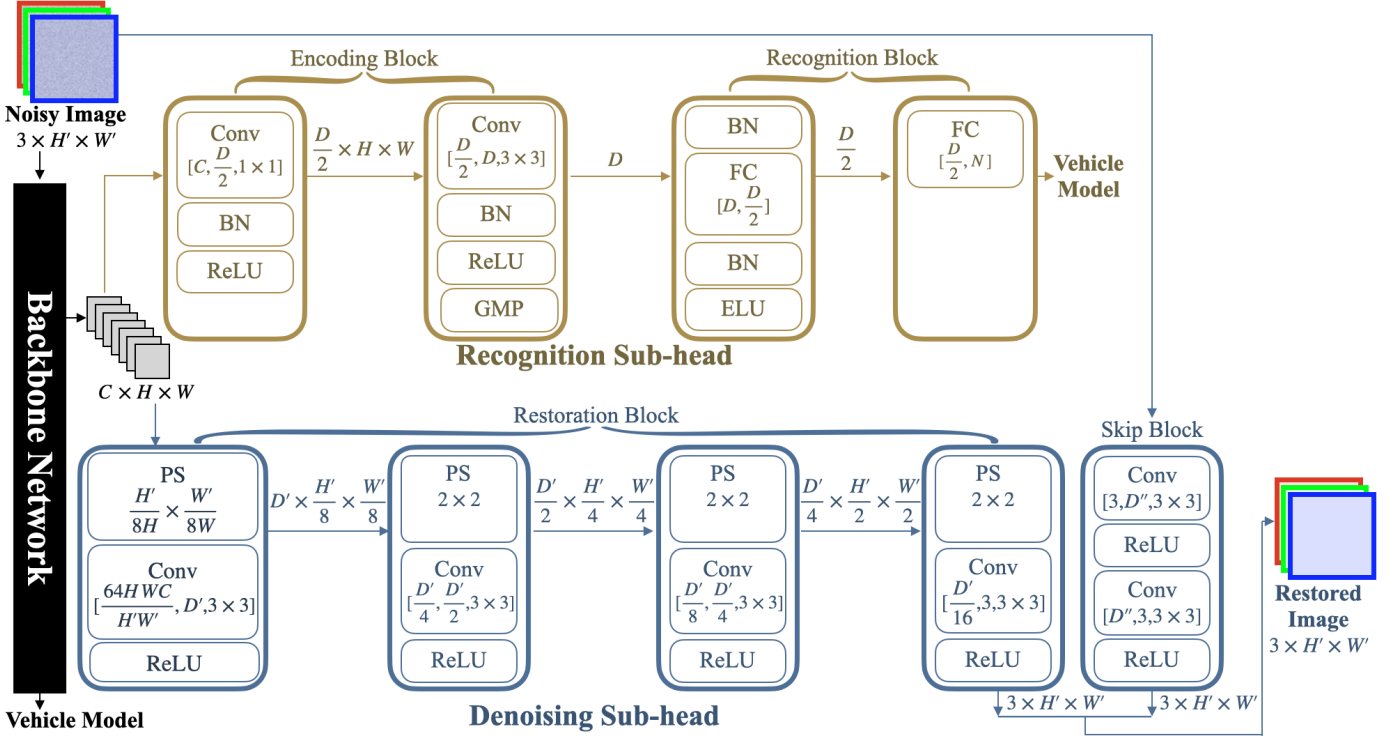 Noisy Image
3 × H′ × W′
Backbone Network
Vehicle Model
C × H × W
Encoding Block
Conv
[C, D/2, 1 × 1]
BN
ReLU
D/2 × H × W
Conv
[D/2, D, 3 × 3]
BN
ReLU
GMP
D
Recognition Block
BN
FC
[D, D/2]
BN
ELU
D/2
FC
[D/2, N]
Vehicle
Model
Recognition Sub-head
Restoration Block
PS
H′/8H × W′/8W
Conv
[64HWC/H′W′, D′, 3 × 3]
ReLU
D′ × H′/8 × W′/8
PS
2 × 2
Conv
[D′/4, D′/2, 3 × 3]
ReLU
D′/2 × H′/4 × W′/4
PS
2 × 2
Conv
[D′/8, D′/4, 3 × 3]
ReLU
D′/4 × H′/2 × W′/2
PS
2 × 2
Conv
[D′/16, 3, 3 × 3]
ReLU
3 × H′ × W′
Skip Block
Conv
[3, D″, 3 × 3]
ReLU
Conv
[D″, 3, 3 × 3]
ReLU
3 × H′ × W′
Restored
Image
3 × H′ × W′
Denoising Sub-head